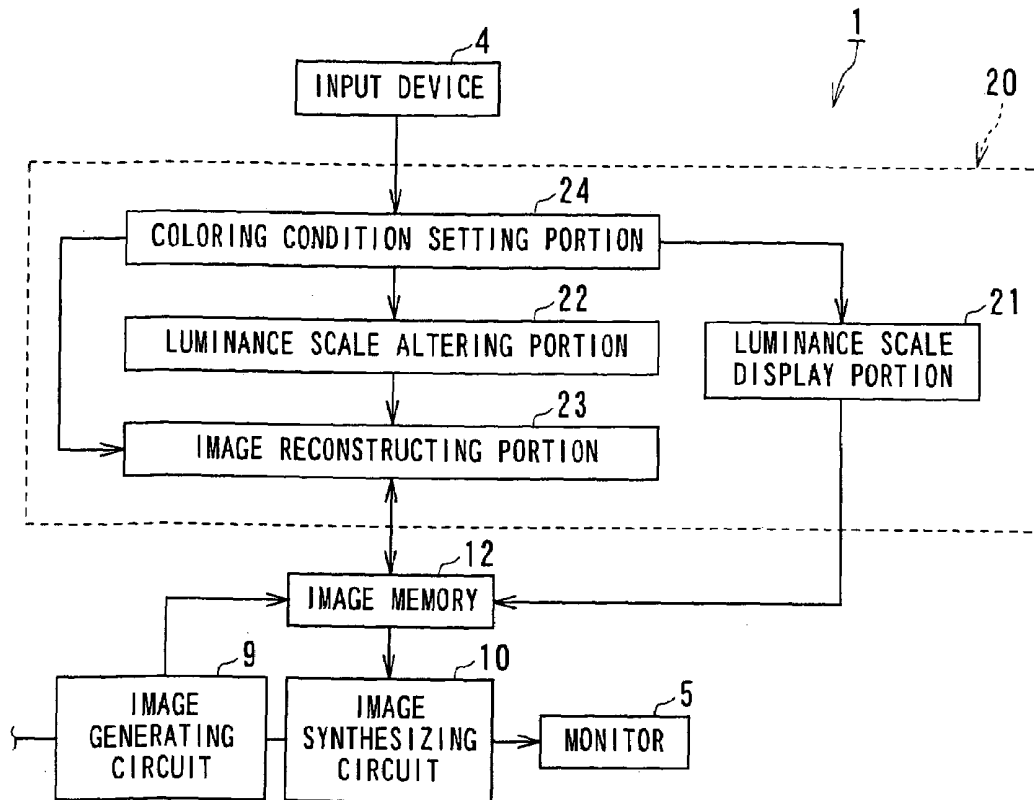 1
4
INPUT DEVICE
20
24
COLORING CONDITION SETTING PORTION
22
LUMINANCE SCALE ALTERING PORTION
21
LUMINANCE SCALE
DISPLAY PORTION
23
IMAGE RECONSTRUCTING PORTION
12
IMAGE MEMORY
9
IMAGE
GENERATING
CIRCUIT
10
IMAGE
SYNTHESIZING
CIRCUIT
5
MONITOR